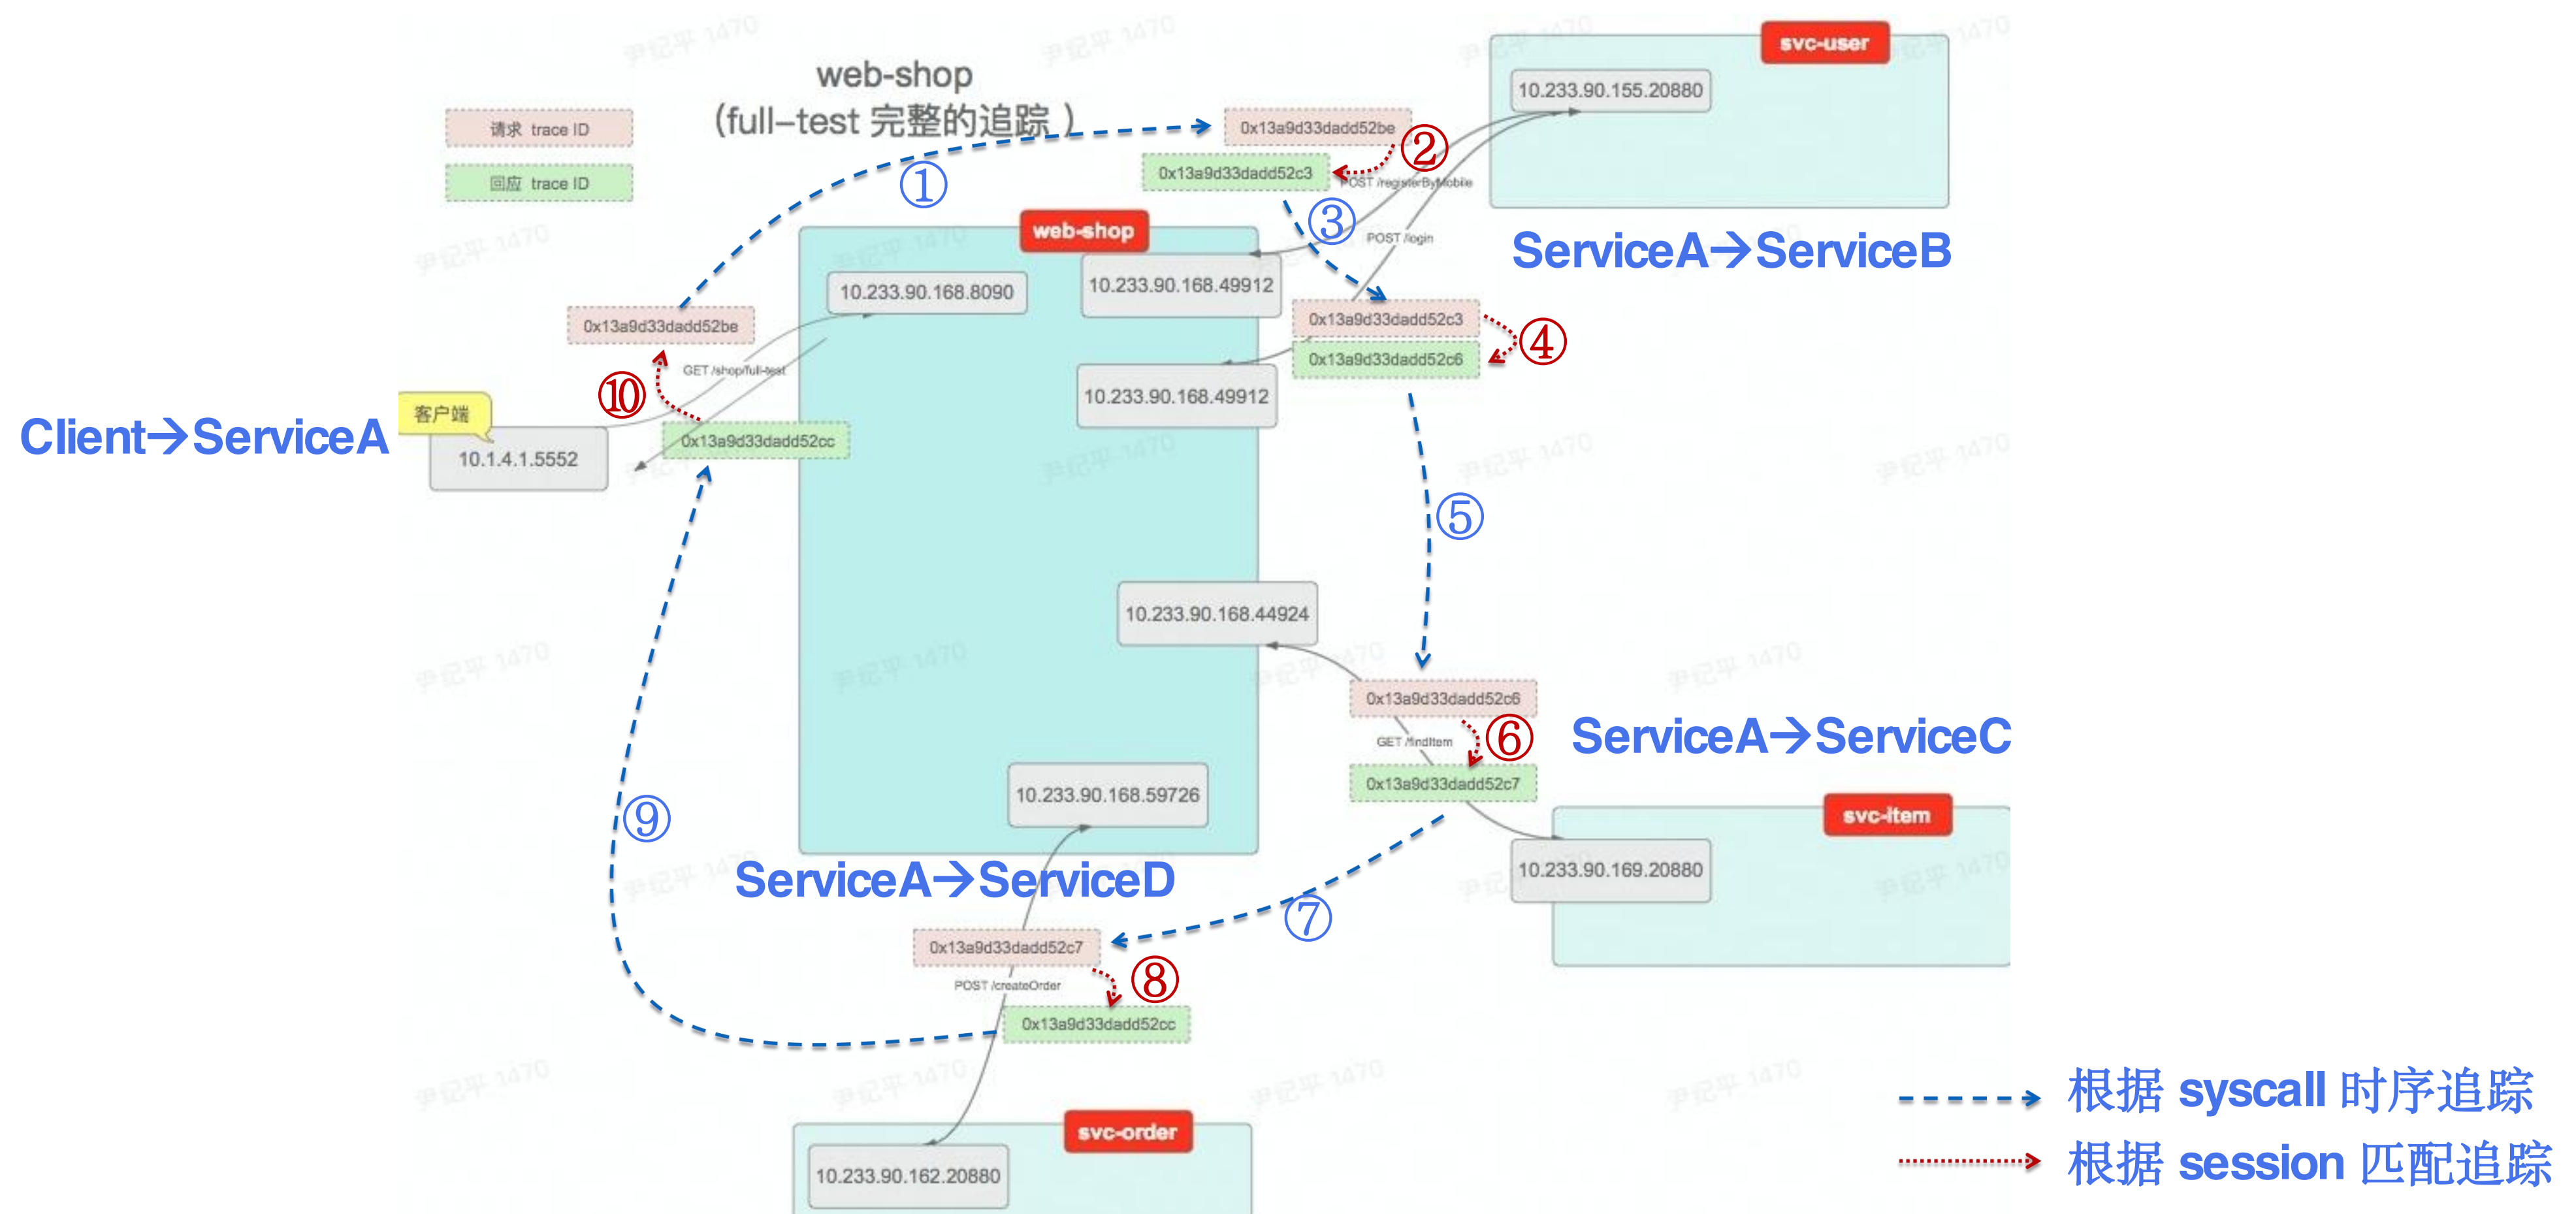 web-shop
（full-test 完整的追踪 ）
请求 trace ID
回应 trace ID
①
0x13a9d33dadd52be
②
0x13a9d33dadd52c3
POST /registerByMobile
svc-user
10.233.90.155.20880
③
POST /login
ServiceA→ServiceB
web-shop
10.233.90.168.8090
10.233.90.168.49912
0x13a9d33dadd52be
0x13a9d33dadd52c3
④
0x13a9d33dadd52c6
GET /shop/full-test
⑩
10.233.90.168.49912
客户端
Client→ServiceA
0x13a9d33dadd52cc
10.1.4.1.5552
⑤
10.233.90.168.44924
0x13a9d33dadd52c6
GET /findItem
⑥
ServiceA→ServiceC
0x13a9d33dadd52c7
10.233.90.168.59726
⑨
svc-item
10.233.90.169.20880
ServiceA→ServiceD
⑦
0x13a9d33dadd52c7
POST /createOrder
⑧
0x13a9d33dadd52cc
svc-order
10.233.90.162.20880
根据 syscall 时序追踪
根据 session 匹配追踪
尹纪平 1470